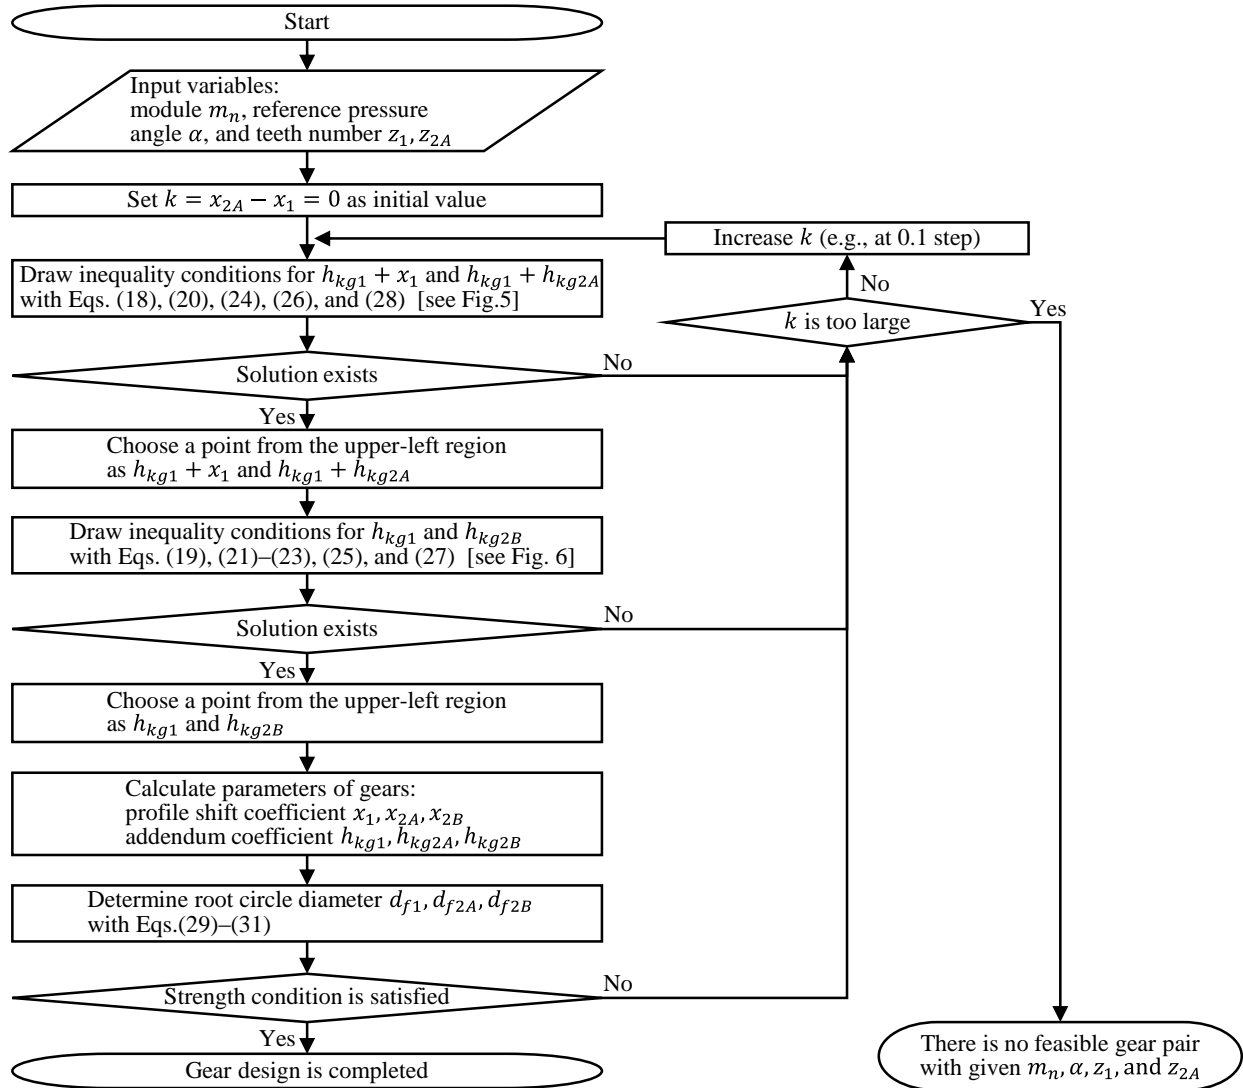 Start
Input variables:
module mₙ, reference pressure
angle α, and teeth number z₁, z₂A
Set k = x₂A − x₁ = 0 as initial value
Increase k (e.g., at 0.1 step)
Draw inequality conditions for hₖg₁ + x₁ and hₖg₁ + hₖg₂A
with Eqs. (18), (20), (24), (26), and (28) [see Fig.5]
No
Yes
k is too large
Solution exists
No
Yes
Choose a point from the upper-left region
as hₖg₁ + x₁ and hₖg₁ + hₖg₂A
Draw inequality conditions for hₖg₁ and hₖg₂B
with Eqs. (19), (21)–(23), (25), and (27) [see Fig. 6]
Solution exists
No
Yes
Choose a point from the upper-left region
as hₖg₁ and hₖg₂B
Calculate parameters of gears:
profile shift coefficient x₁, x₂A, x₂B
addendum coefficient hₖg₁, hₖg₂A, hₖg₂B
Determine root circle diameter d_f₁, d_f₂A, d_f₂B
with Eqs.(29)–(31)
Strength condition is satisfied
No
Yes
Gear design is completed
There is no feasible gear pair
with given mₙ, α, z₁, and z₂A